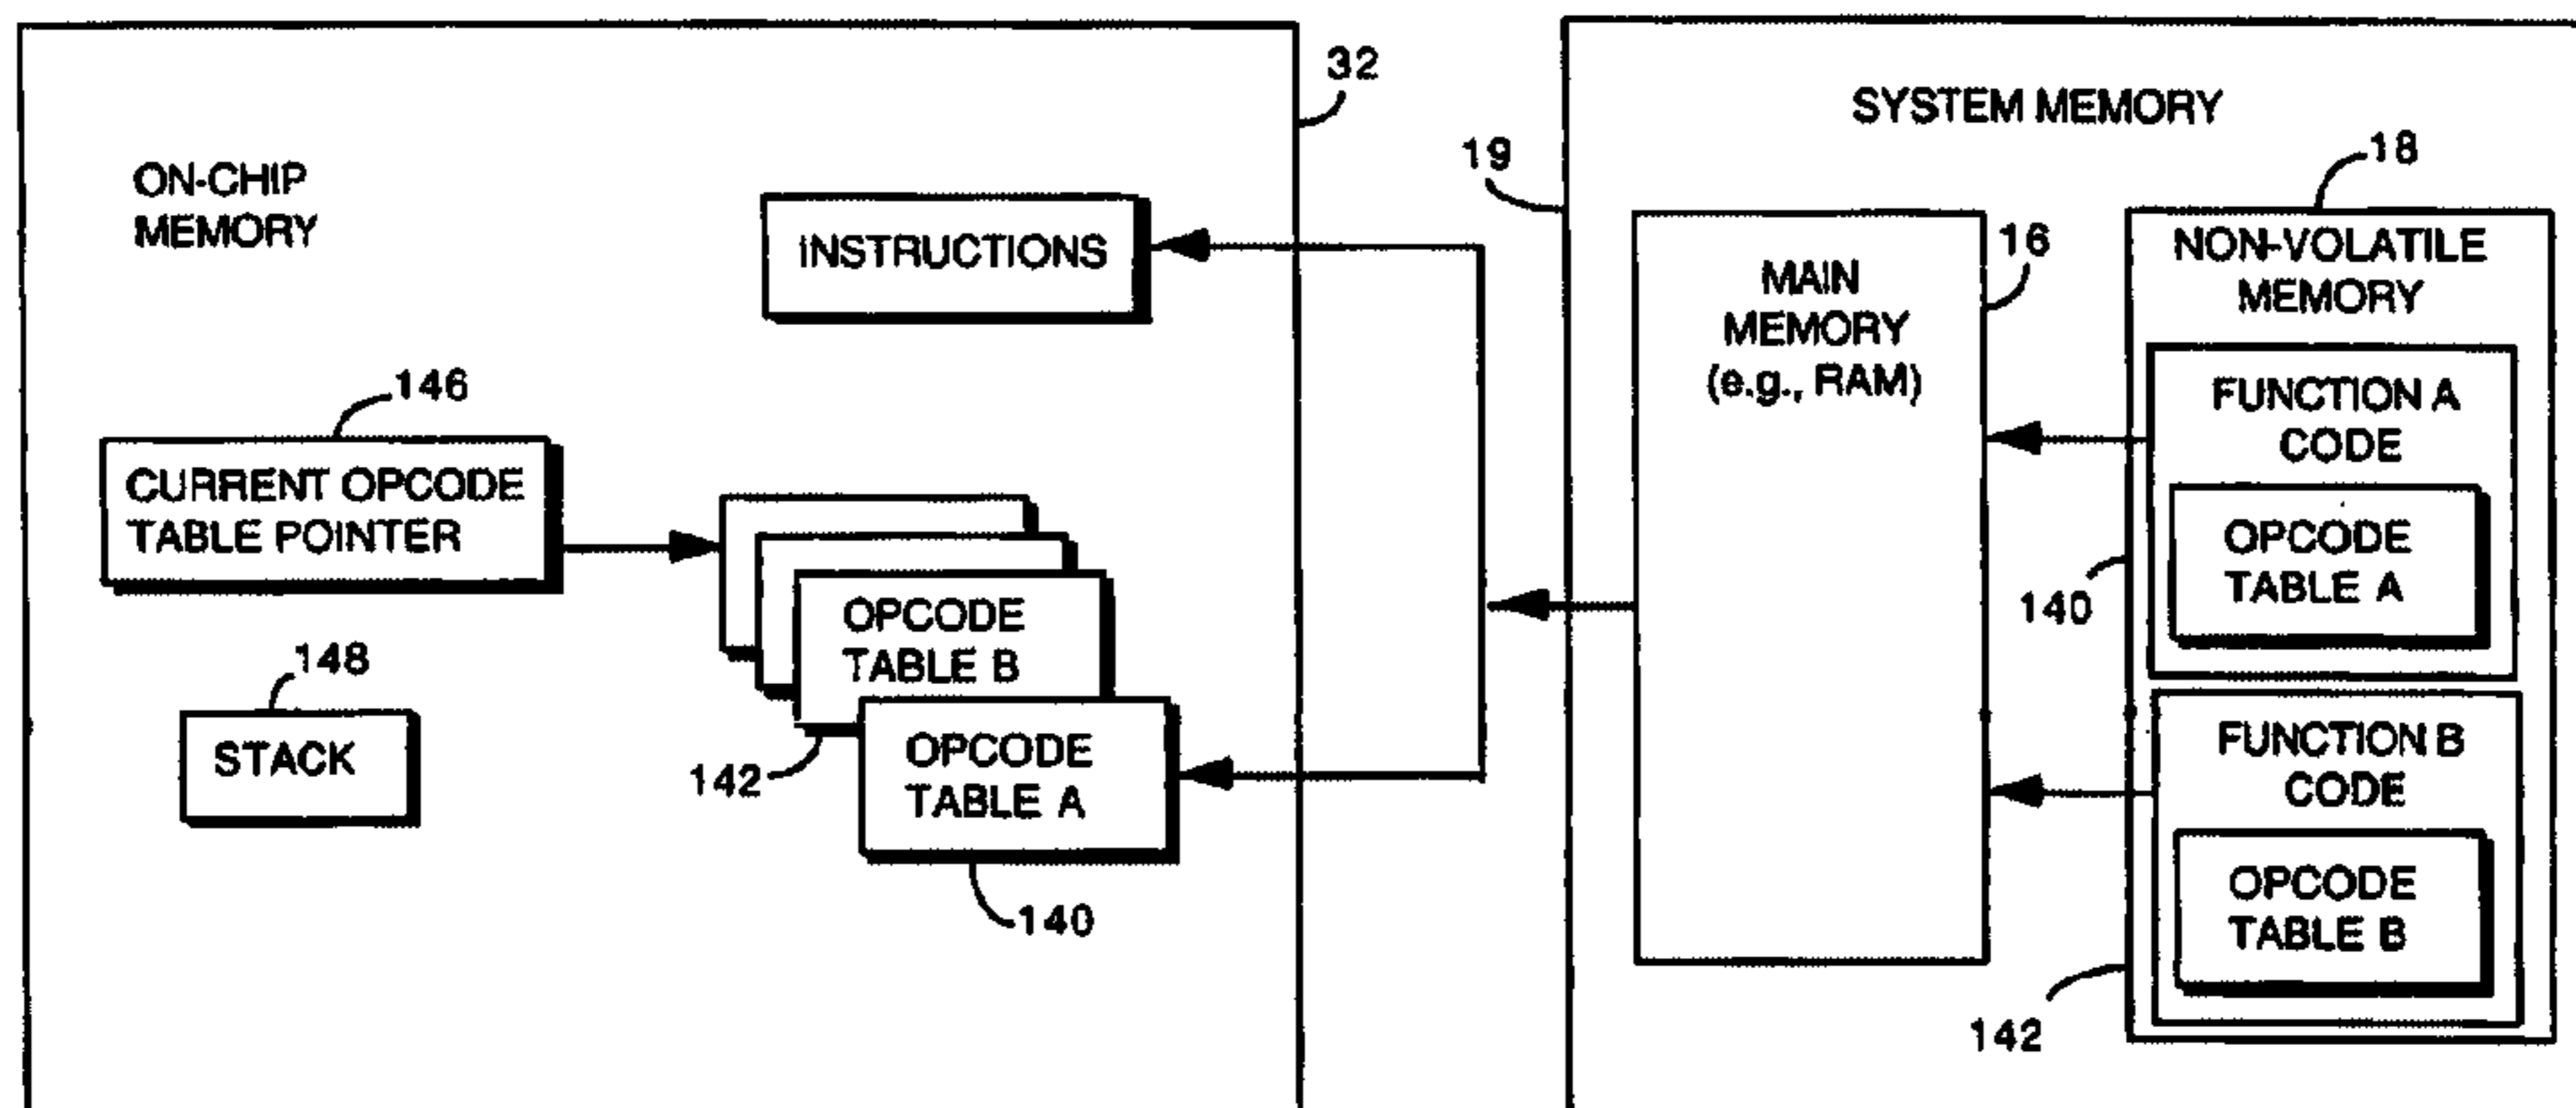 32
SYSTEM MEMORY
19
18
ON-CHIP
MEMORY
INSTRUCTIONS
16
MAIN
MEMORY
(e.g., RAM)
NON-VOLATILE
MEMORY
146
CURRENT OPCODE
TABLE POINTER
FUNCTION A
CODE
OPCODE
TABLE A
140
OPCODE
TABLE B
142
OPCODE
TABLE A
140
148
STACK
FUNCTION B
CODE
OPCODE
TABLE B
142